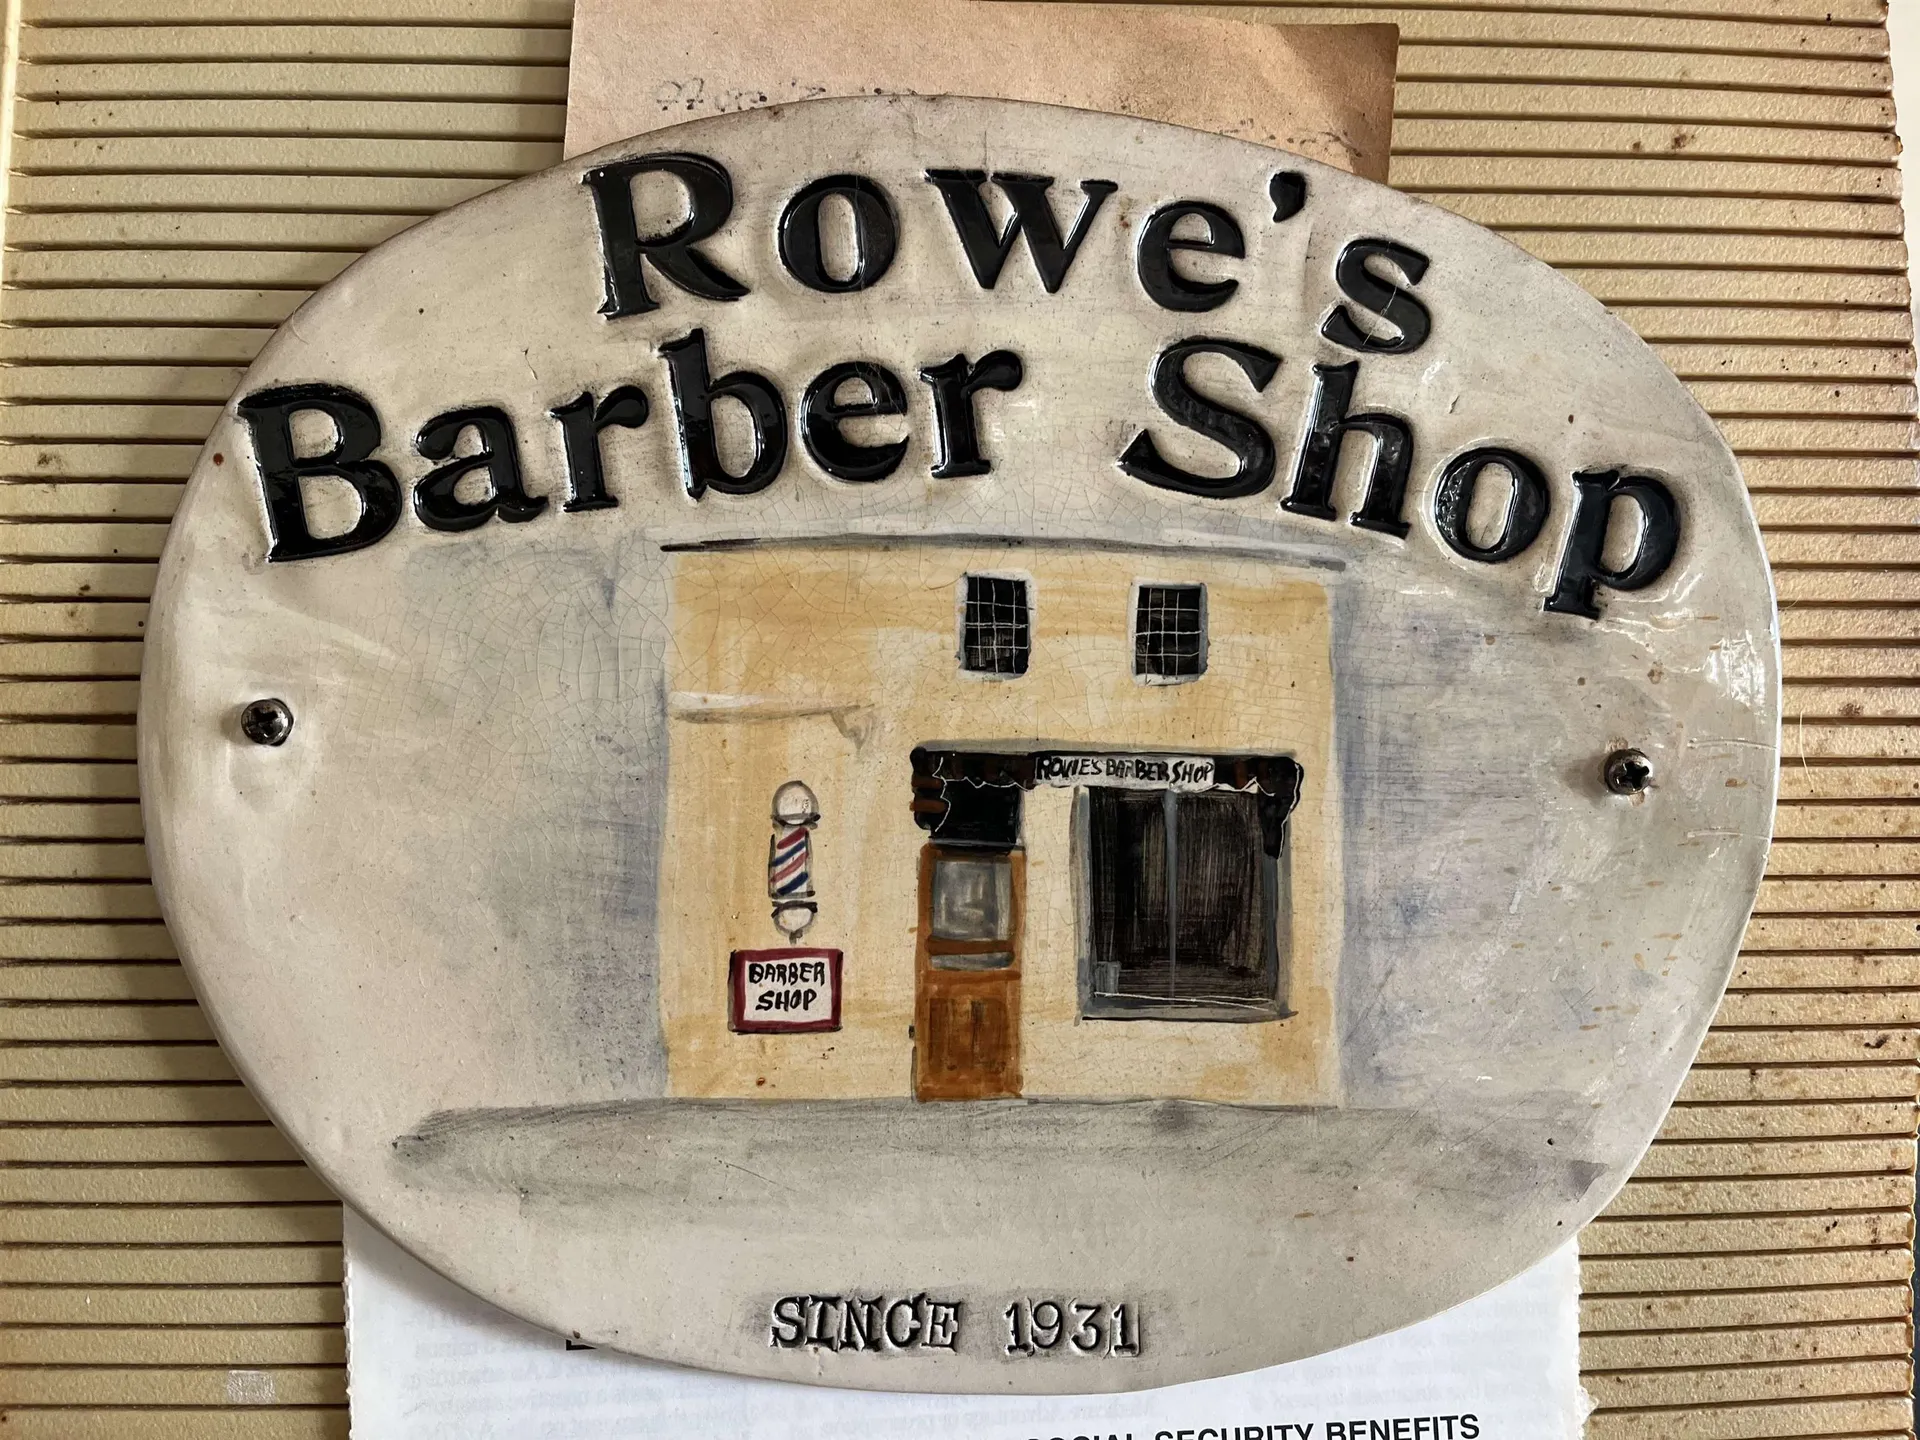 Rowe's
Barber Shop
ROWE'S BARBER SHOP
BARBER
SHOP
SINCE 1931
SOCIAL SECURITY BENEFITS